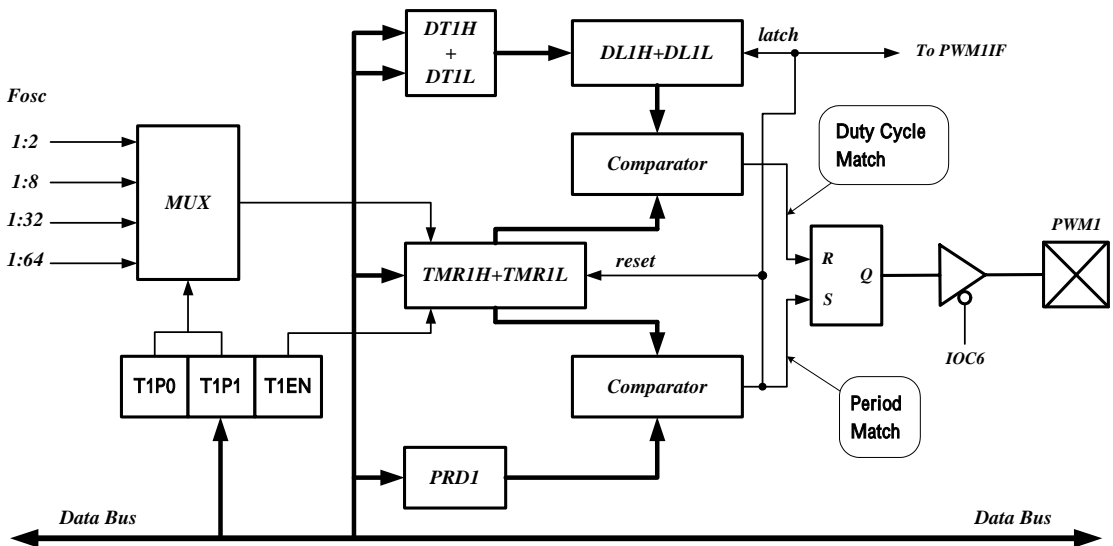 DT1H
+
DT1L
DL1H+DL1L
latch
To PWM1IF
Fosc
1:2
1:8
1:32
1:64
MUX
Comparator
Duty Cycle
Match
TMR1H+TMR1L
reset
R
S
Q
PWM1
IOC6
T1P0
T1P1
T1EN
Comparator
Period
Match
PRD1
Data Bus
Data Bus